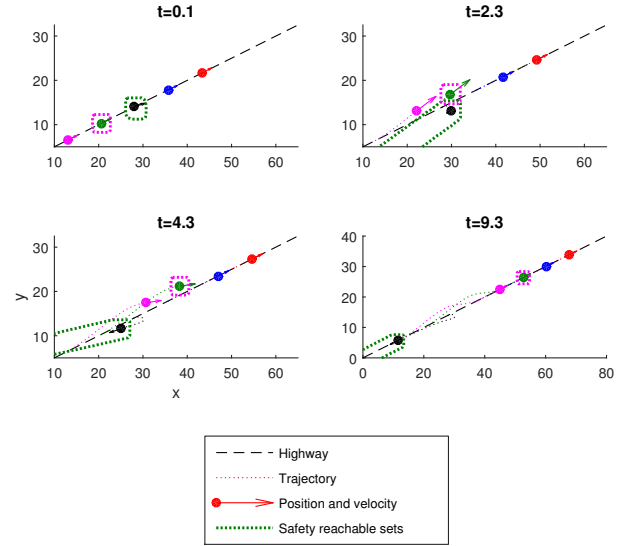 t=0.1
30
20
10
10 20 30 40 50 60
t=2.3
30
20
10
10 20 30 40 50 60
t=4.3
y
30
20
10
10 20 30 40 50 60
x
t=9.3
40
30
20
10
0
0 20 40 60 80
Highway
Trajectory
Position and velocity
Safety reachable sets